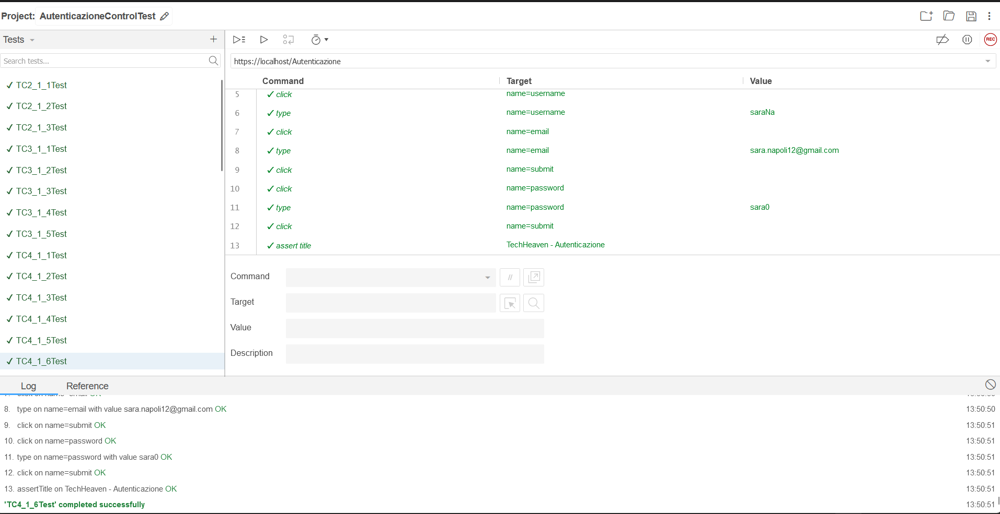 Project: AutenticazioneControlTest
Tests
Search tests...
TC2_1_1Test
TC2_1_2Test
TC2_1_3Test
TC3_1_1Test
TC3_1_2Test
TC3_1_3Test
TC3_1_4Test
TC3_1_5Test
TC4_1_1Test
TC4_1_2Test
TC4_1_3Test
TC4_1_4Test
TC4_1_5Test
TC4_1_6Test
REC
https://localhost/Autenticazione
Command Target Value
5 click name=username
6 type name=username saraNa
7 click name=email
8 type name=email sara.napoli12@gmail.com
9 click name=submit
10 click name=password
11 type name=password sara0
12 click name=submit
13 assert title TechHeaven - Autenticazione
Command
//
Target
Value
Description
Log Reference
8. type on name=email with value sara.napoli12@gmail.com OK 13:50:50
9. click on name=submit OK 13:50:51
10. click on name=password OK 13:50:51
11. type on name=password with value sara0 OK 13:50:51
12. click on name=submit OK 13:50:51
13. assertTitle on TechHeaven - Autenticazione OK 13:50:51
'TC4_1_6Test' completed successfully 13:50:51